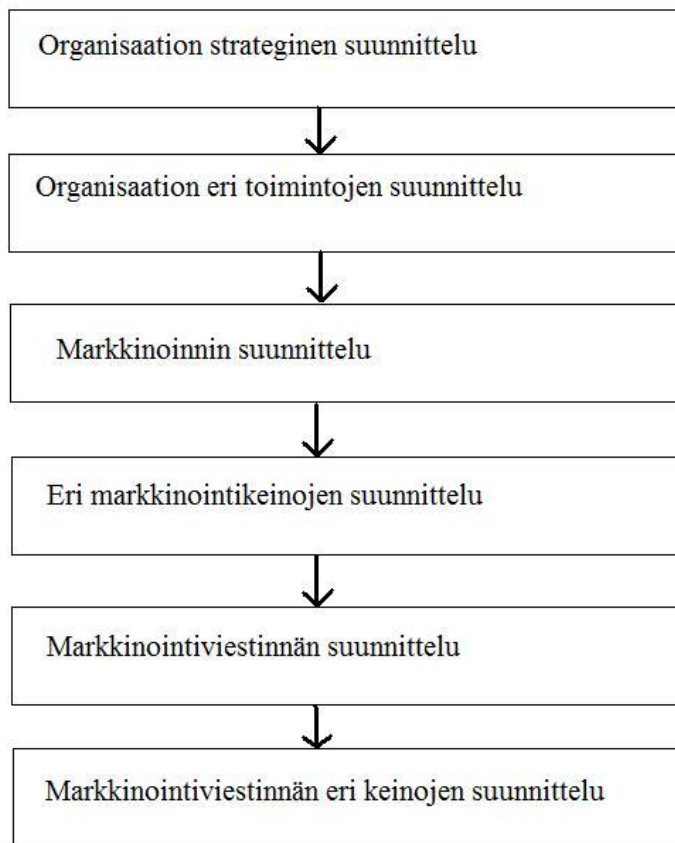 Organisaation strateginen suunnittelu
Organisaation eri toimintojen suunnittelu
Markkinoinnin suunnittelu
Eri markkinointikeinojen suunnittelu
Markkinointiviestinnän suunnittelu
Markkinointiviestinnän eri keinojen suunnittelu